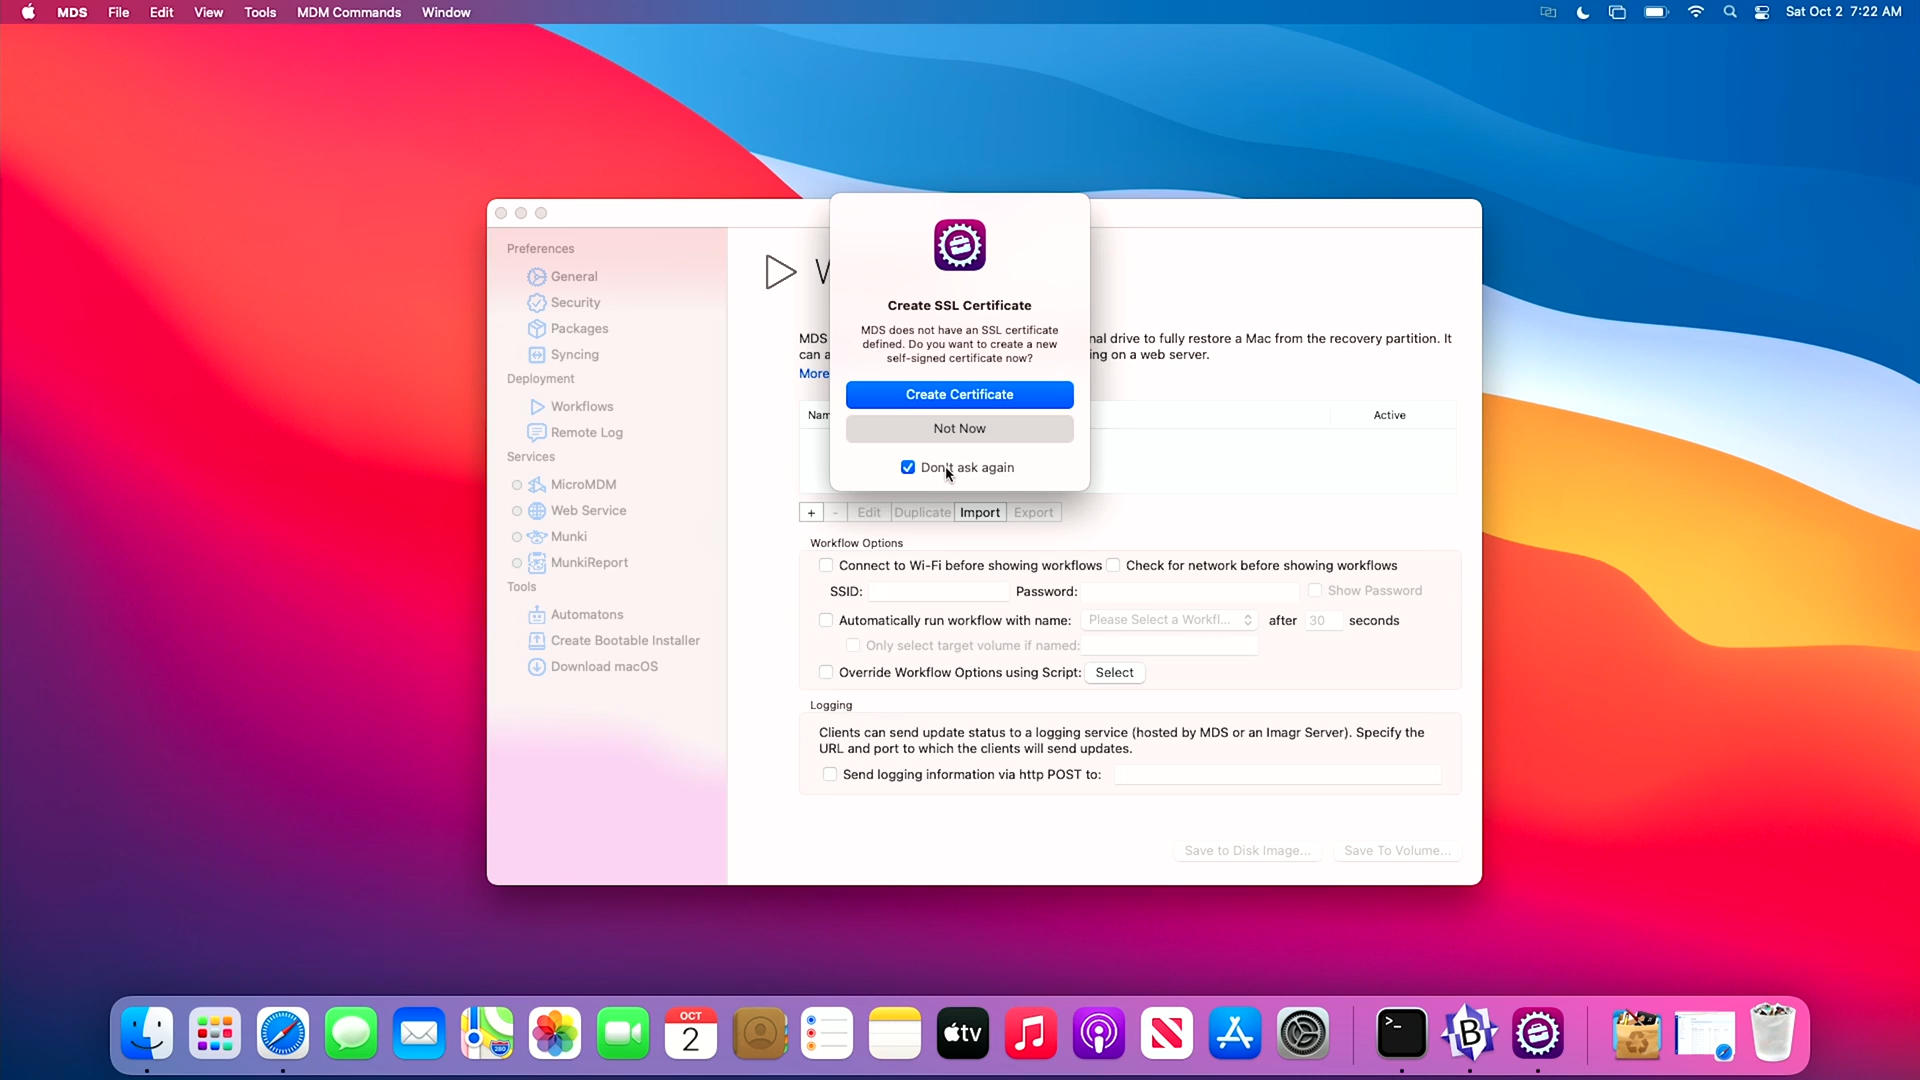 MDS File Edit View Tools MDM Commands Window
Sat Oct 2 7:22 AM
Create SSL Certificate
MDS does not have an SSL certificate
defined. Do you want to create a new
self-signed certificate now?
Create Certificate
Not Now
Don't ask again
Preferences
General
Security
Packages
Syncing
Deployment
Workflows
Remote Log
Services
MicroMDM
Web Service
Munki
MunkiReport
Tools
Automatons
Create Bootable Installer
Download macOS
MDS nal drive to fully restore a Mac from the recovery partition. It
can a ing on a web server.
More
Nam Active
+ - Edit Duplicate Import Export
Workflow Options
Connect to Wi-Fi before showing workflows Check for network before showing workflows
SSID: Password: Show Password
Automatically run workflow with name: Please Select a Workfl... after 30 seconds
Only select target volume if named:
Override Workflow Options using Script: Select
Logging
Clients can send update status to a logging service (hosted by MDS or an Imagr Server). Specify the
URL and port to which the clients will send updates.
Send logging information via http POST to:
Save to Disk Image... Save To Volume...
280
OCT
2
tv
>_
B